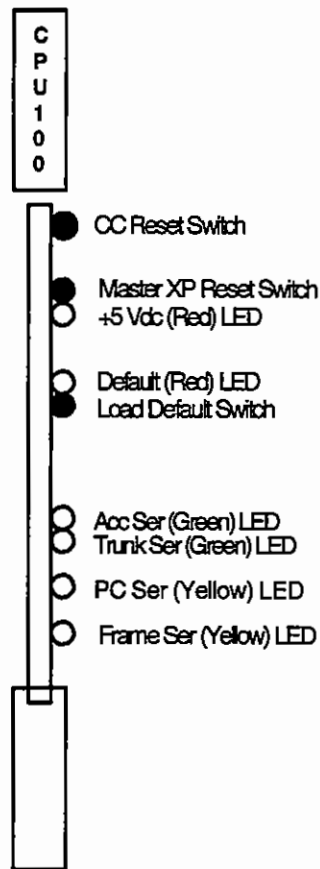 C
P
U
1
0
0
CC Reset Switch
Master XP Reset Switch
+5 Vdc (Red) LED
Default (Red) LED
Load Default Switch
Acc Ser (Green) LED
Trunk Ser (Green) LED
PC Ser (Yellow) LED
Frame Ser (Yellow) LED